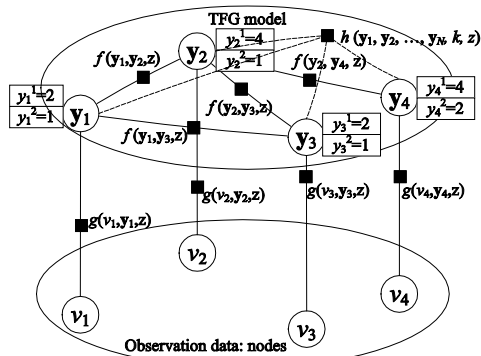 TFG model
h (y₁, y₂, ..., y_N, k, z)
y₂¹=4
y₂²=1
y₂
f (y₁,y₂,z)
f (y₂, y₄, z)
y₁¹=2
y₁²=1
y₁
f (y₂,y₃,z)
y₄
y₄¹=4
y₄²=2
f (y₁,y₃,z)
y₃
y₃¹=2
y₃²=1
g(v₂,y₂,z)
g(v₃,y₃,z)
g(v₄,y₄,z)
g(v₁,y₁,z)
v₂
v₁
v₃
v₄
Observation data: nodes